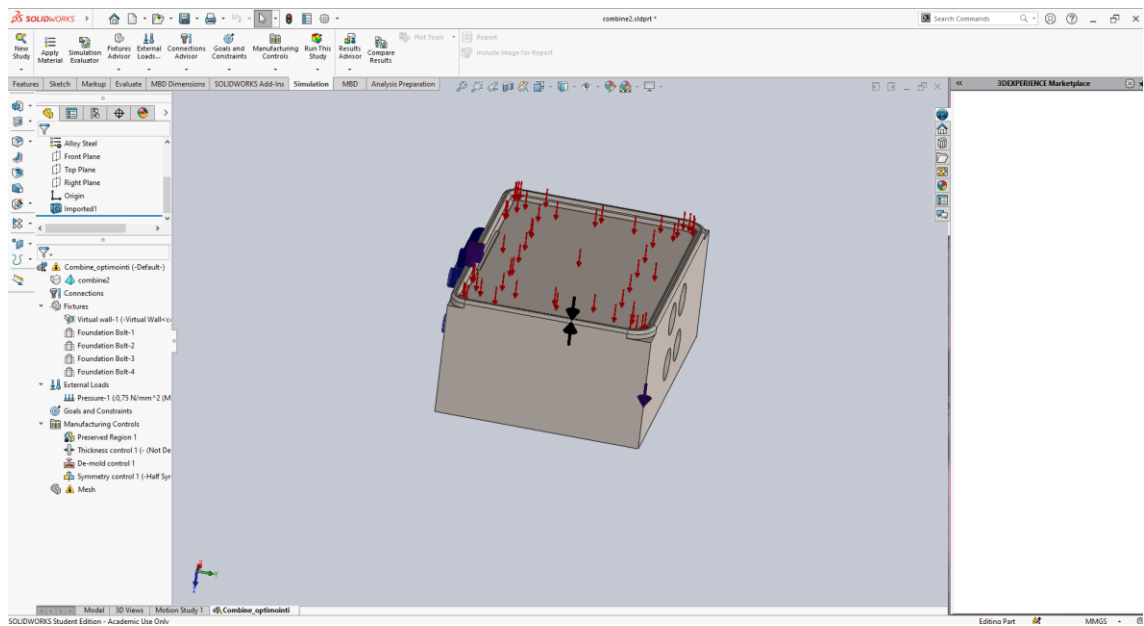 SOLIDWORKS
combine2.sldprt *
Search Commands
New Study
Apply Material
Simulation Evaluator
Fixtures Advisor
External Loads...
Connections Advisor
Goals and Constraints
Manufacturing Controls
Run This Study
Results Advisor
Compare Results
Plot Tools
Report
Include Image for Report
Features Sketch Markup Evaluate MBD Dimensions SOLIDWORKS Add-Ins Simulation MBD Analysis Preparation
3DEXPERIENCE Marketplace
Alloy Steel
Front Plane
Top Plane
Right Plane
Origin
Imported1
Combine_optimointi (-Default-)
combine2
Connections
Fixtures
Virtual wall-1 (-Virtual Wall<c
Foundation Bolt-1
Foundation Bolt-2
Foundation Bolt-3
Foundation Bolt-4
External Loads
Pressure-1 (:0,75 N/mm^2 (M
Goals and Constraints
Manufacturing Controls
Preserved Region 1
Thickness control 1 (- (Not De
De-mold control 1
Symmetry control 1 (-Half Syr
Mesh
Model 3D Views Motion Study 1 Combine_optimointi
SOLIDWORKS Student Edition - Academic Use Only
Editing Part MMGS